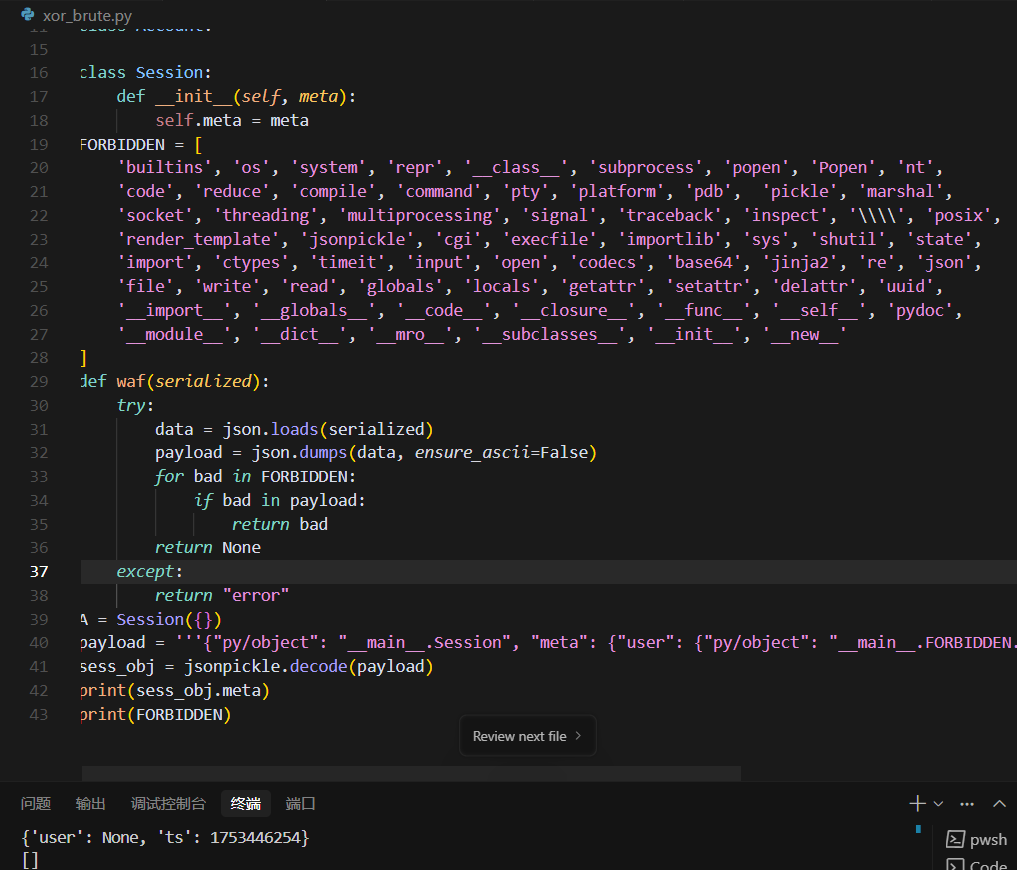 xor_brute.py
11 class Account:
15
16 class Session:
17 def __init__(self, meta):
18 self.meta = meta
19 FORBIDDEN = [
20 'builtins', 'os', 'system', 'repr', '__class__', 'subprocess', 'popen', 'Popen', 'nt',
21 'code', 'reduce', 'compile', 'command', 'pty', 'platform', 'pdb', 'pickle', 'marshal',
22 'socket', 'threading', 'multiprocessing', 'signal', 'traceback', 'inspect', '\\\\', 'posix',
23 'render_template', 'jsonpickle', 'cgi', 'execfile', 'importlib', 'sys', 'shutil', 'state',
24 'import', 'ctypes', 'timeit', 'input', 'open', 'codecs', 'base64', 'jinja2', 're', 'json',
25 'file', 'write', 'read', 'globals', 'locals', 'getattr', 'setattr', 'delattr', 'uuid',
26 '__import__', '__globals__', '__code__', '__closure__', '__func__', '__self__', 'pydoc',
27 '__module__', '__dict__', '__mro__', '__subclasses__', '__init__', '__new__'
28 ]
29 def waf(serialized):
30 try:
31 data = json.loads(serialized)
32 payload = json.dumps(data, ensure_ascii=False)
33 for bad in FORBIDDEN:
34 if bad in payload:
35 return bad
36 return None
37 except:
38 return "error"
39 A = Session({})
40 payload = '''{"py/object": "__main__.Session", "meta": {"user": {"py/object": "__main__.FORBIDDEN.
41 sess_obj = jsonpickle.decode(payload)
42 print(sess_obj.meta)
43 print(FORBIDDEN)
Review next file
问题 输出 调试控制台 终端 端口
{'user': None, 'ts': 1753446254}
[]
pwsh
Code